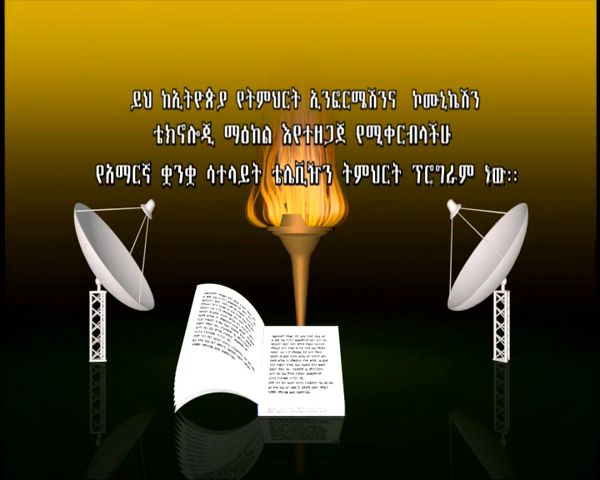 ይህ ከኢትዮጵያ የትምህርት ኢንፎርሜሽንና ኮሙኒኬሽን
ቴክኖሎጂ ማዕከል እየተዘጋጀ የሚቀርብላችሁ
የአማርኛ ቋንቋ ሳተላይት ቴሌቪዥን ትምህርት ፕሮግራም ነው።